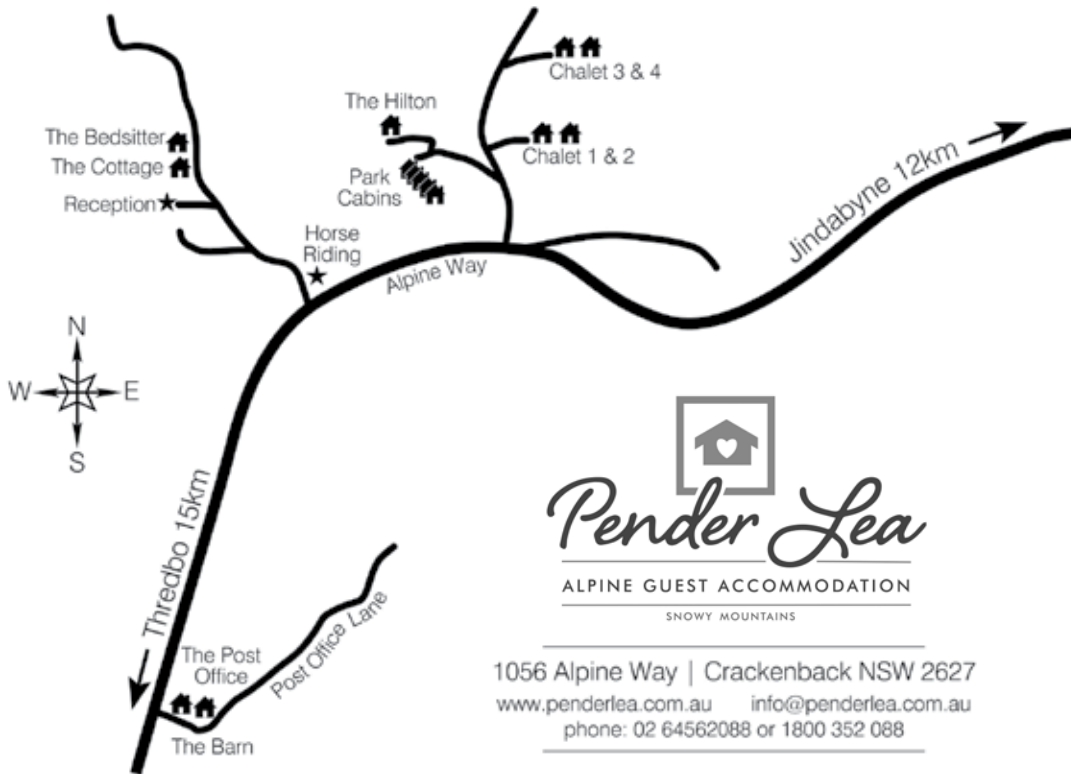 Chalet 3 & 4
The Hilton
Chalet 1 & 2
The Bedsitter
The Cottage
Reception
Park
Cabins
Horse
Riding
Alpine Way
Jindabyne 12km
N
W
E
S
Thredbo 15km
The Post
Office
Post Office Lane
The Barn
Pender Lea
ALPINE GUEST ACCOMMODATION
SNOWY MOUNTAINS
1056 Alpine Way | Crackenback NSW 2627
www.penderlea.com.au info@penderlea.com.au
phone: 02 64562088 or 1800 352 088